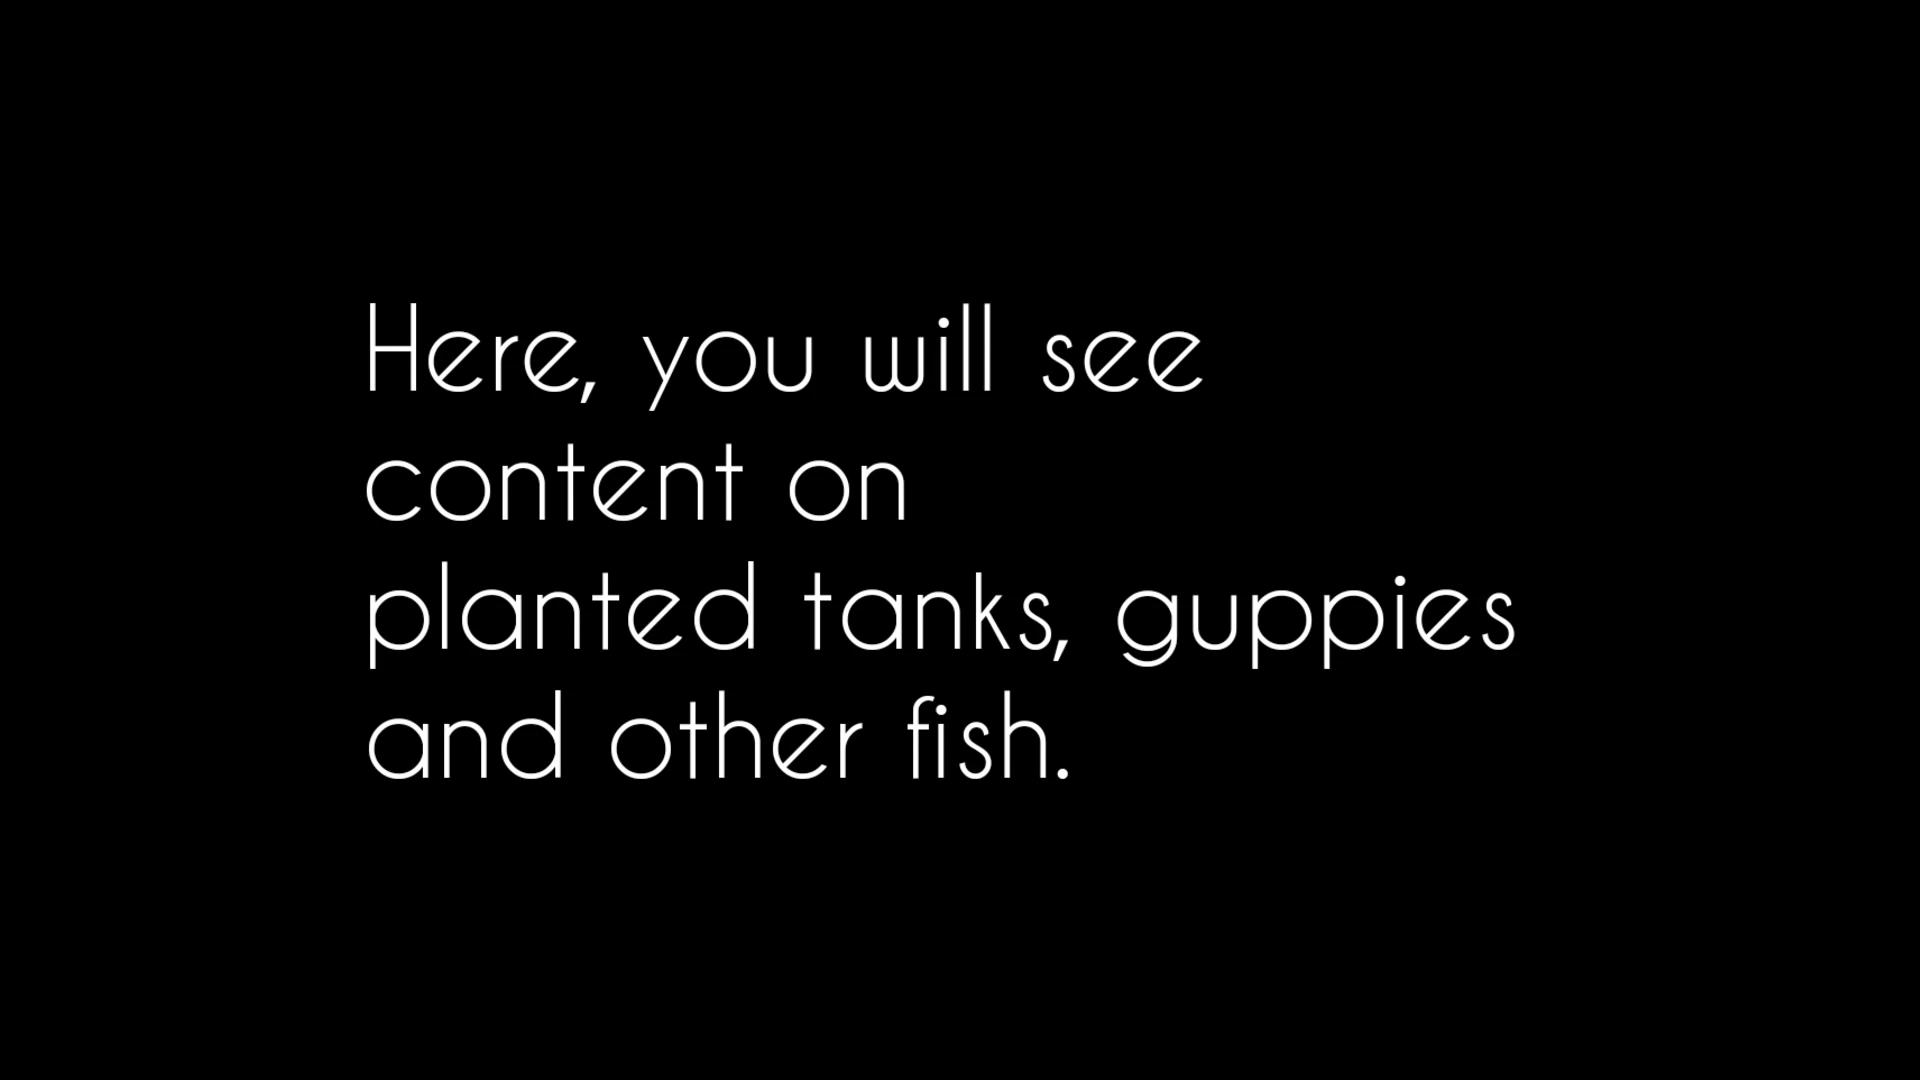 Here, you will see
content on
planted tanks, guppies
and other fish.